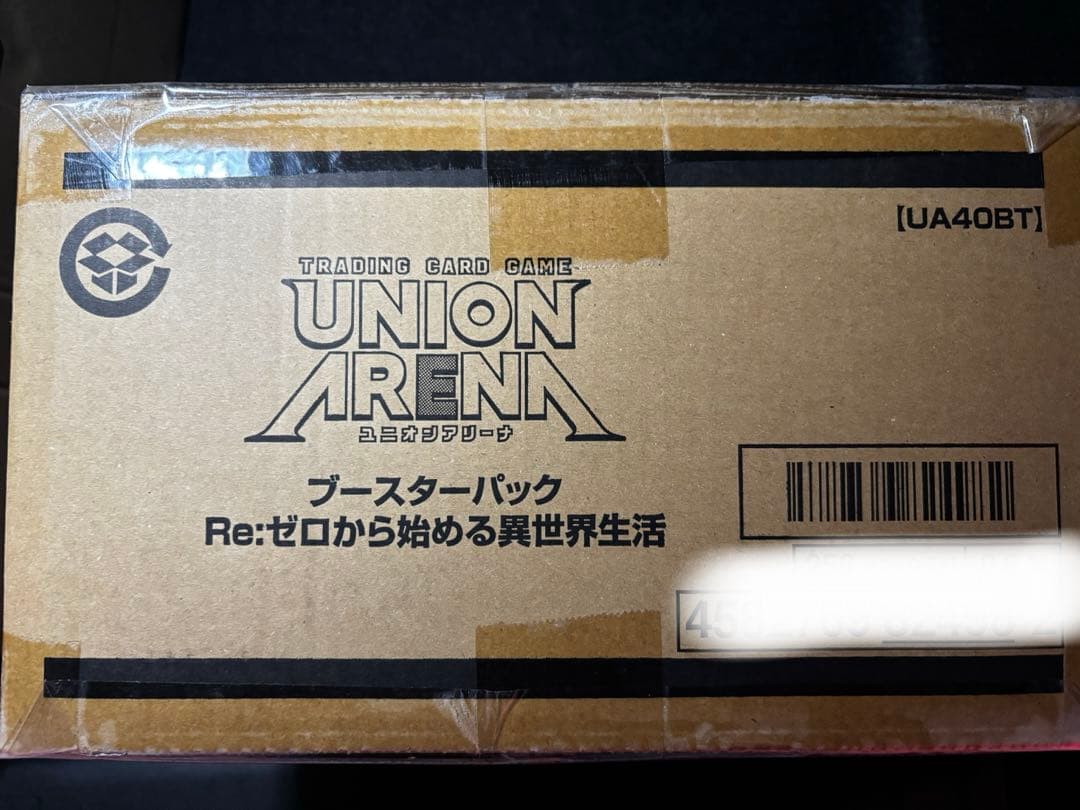 【UA40BT】
TRADING CARD GAME
UNION
ARENA
ユニオンアリーナ
ブースターパック
Re:ゼロから始める異世界生活